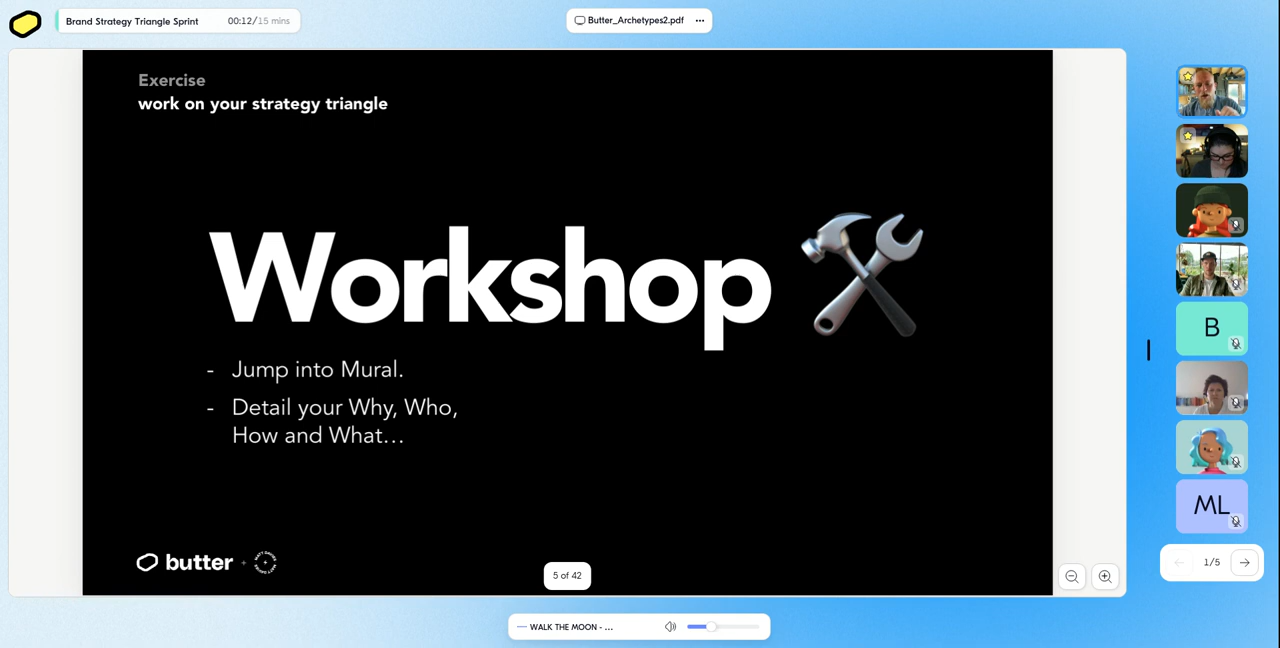 Brand Strategy Triangle Sprint 00:12/15 mins
Butter_Archetypes2.pdf
Exercise
work on your strategy triangle
Workshop
- Jump into Mural.
- Detail your Why, Who,
How and What...
butter +
5 of 42
B
ML
1/5
WALK THE MOON - ...